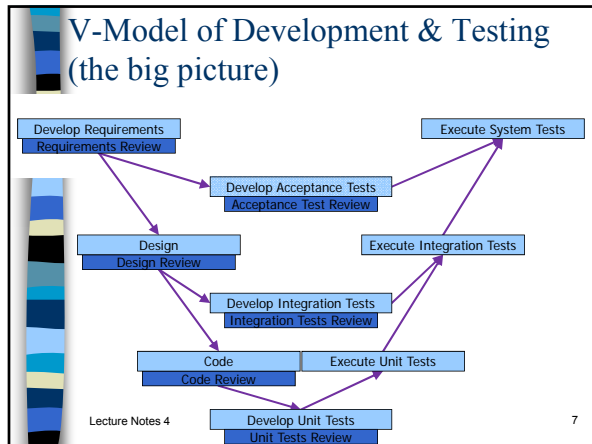 V-Model of Development & Testing
(the big picture)
Develop Requirements
Requirements Review
Execute System Tests
Develop Acceptance Tests
Acceptance Test Review
Design
Design Review
Execute Integration Tests
Develop Integration Tests
Integration Tests Review
Code
Code Review
Execute Unit Tests
Develop Unit Tests
Unit Tests Review
Lecture Notes 4
7